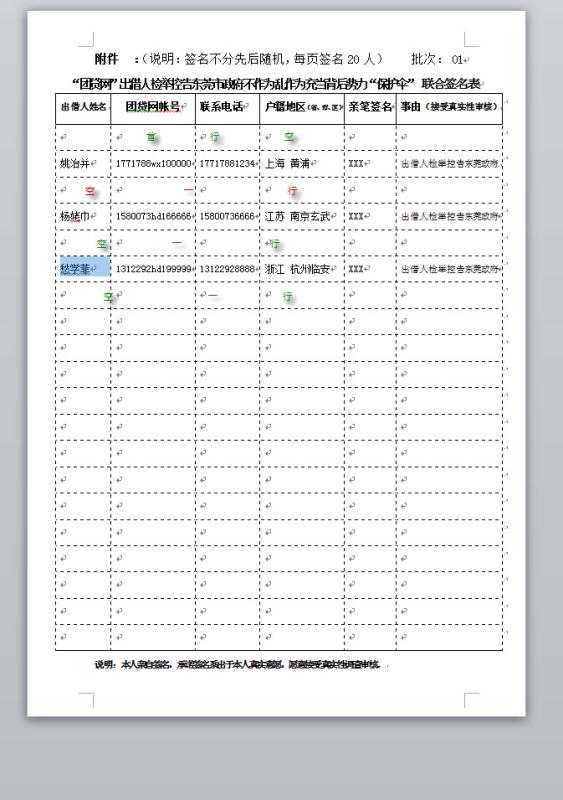 附件 ：（说明：签名不分先后随机，每页签名 20 人） 批次： 01
“团贷网”出借人检举控告东莞市政府不作为乱作为充当背后势力“保护伞” 联合签名表
出借人姓名 团贷网帐号 联系电话 户籍地区（省、市、区） 亲笔签名 事由（接受真实性审核）
首 行 空
姚治并 1771788wx100000 17717881234 上海 黄浦 XXX 出借人检举控告东莞政府
空 一 行
杨姥巾 1580073hd166666 15800736666 江苏 南京玄武 XXX 出借人检举控告东莞政府
空 一 行
愁学菲 1312292hd199999 13122928888 浙江 杭州临安 XXX 出借人检举控告东莞政府
空 一 行
说明：本人亲自签名，承诺签名系出于本人真实意愿，愿意接受真实性调查审核。